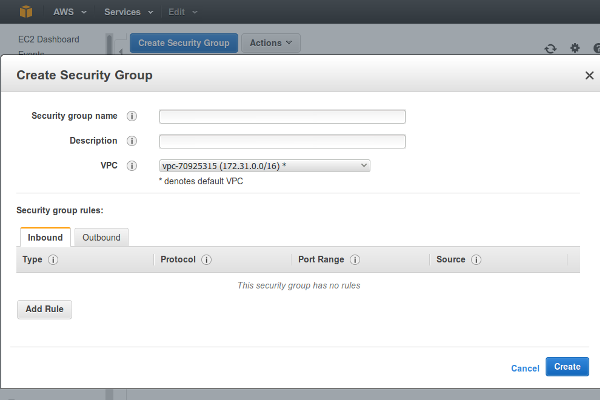 AWS Services Edit
EC2 Dashboard
Events
Create Security Group Actions
Create Security Group
Security group name
Description
VPC vpc-70925315 (172.31.0.0/16) *
* denotes default VPC
Security group rules:
Inbound Outbound
Type Protocol Port Range Source
This security group has no rules
Add Rule
Cancel Create